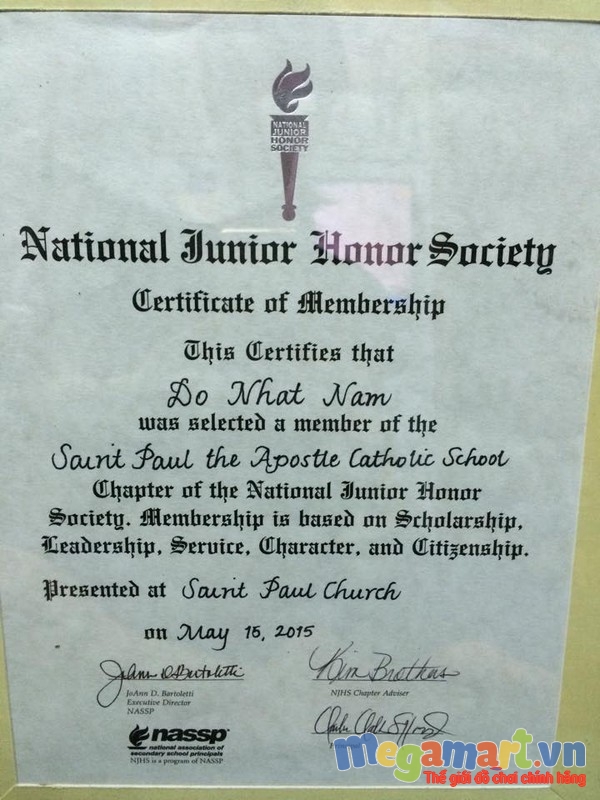 NATIONAL
JUNIOR
HONOR
SOCIETY
National Junior Honor Society
Certificate of Membership
This Certifies that
Do Nhat Nam
was selected a member of the
Saint Paul the Apostle Catholic School
Chapter of the National Junior Honor
Society. Membership is based on Scholarship,
Leadership, Service, Character, and Citizenship.
Presented at Saint Paul Church
on May 15, 2015
JoAnn D. Bartoletti
Kim Brothers
JoAnn D. Bartoletti
Executive Director
NASSP
NJHS Chapter Adviser
nassp
national association of
secondary school principals
NJHS is a program of NASSP
megamart.vn
Thế giới đồ chơi chính hãng